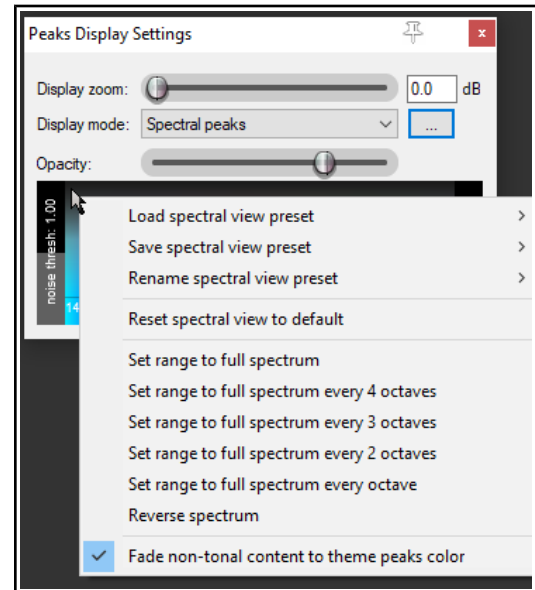 Peaks Display Settings
x
Display zoom: 0.0 dB
Display mode: Spectral peaks ...
Opacity:
noise thresh: 1.00
14
Load spectral view preset
Save spectral view preset
Rename spectral view preset
Reset spectral view to default
Set range to full spectrum
Set range to full spectrum every 4 octaves
Set range to full spectrum every 3 octaves
Set range to full spectrum every 2 octaves
Set range to full spectrum every octave
Reverse spectrum
Fade non-tonal content to theme peaks color